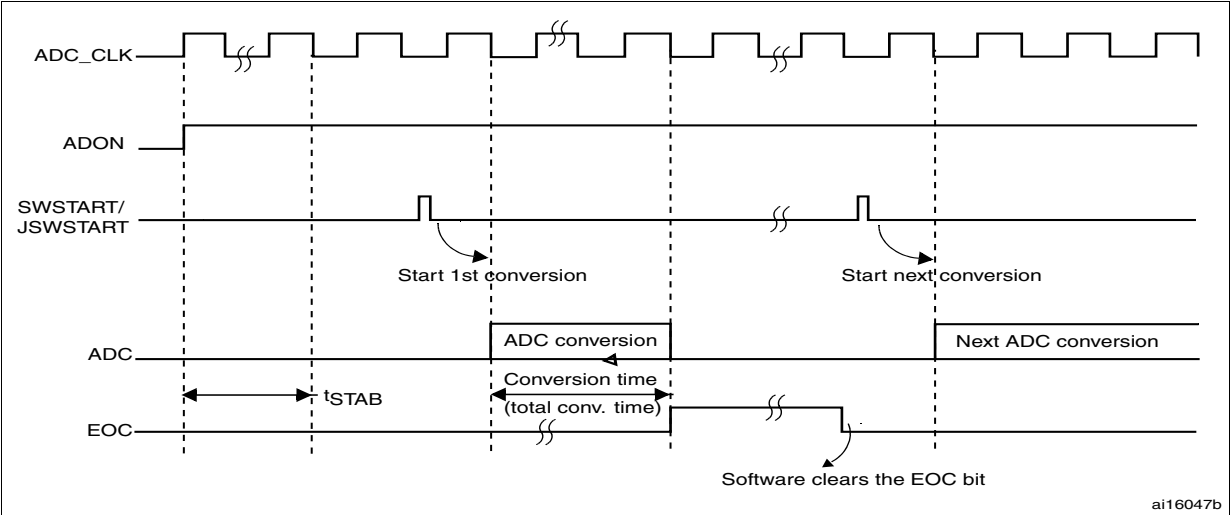 ADC_CLK
ADON
SWSTART/
JSWSTART
Start 1st conversion
Start next conversion
ADC
ADC conversion
Next ADC conversion
Conversion time
(total conv. time)
tSTAB
EOC
Software clears the EOC bit
ai16047b